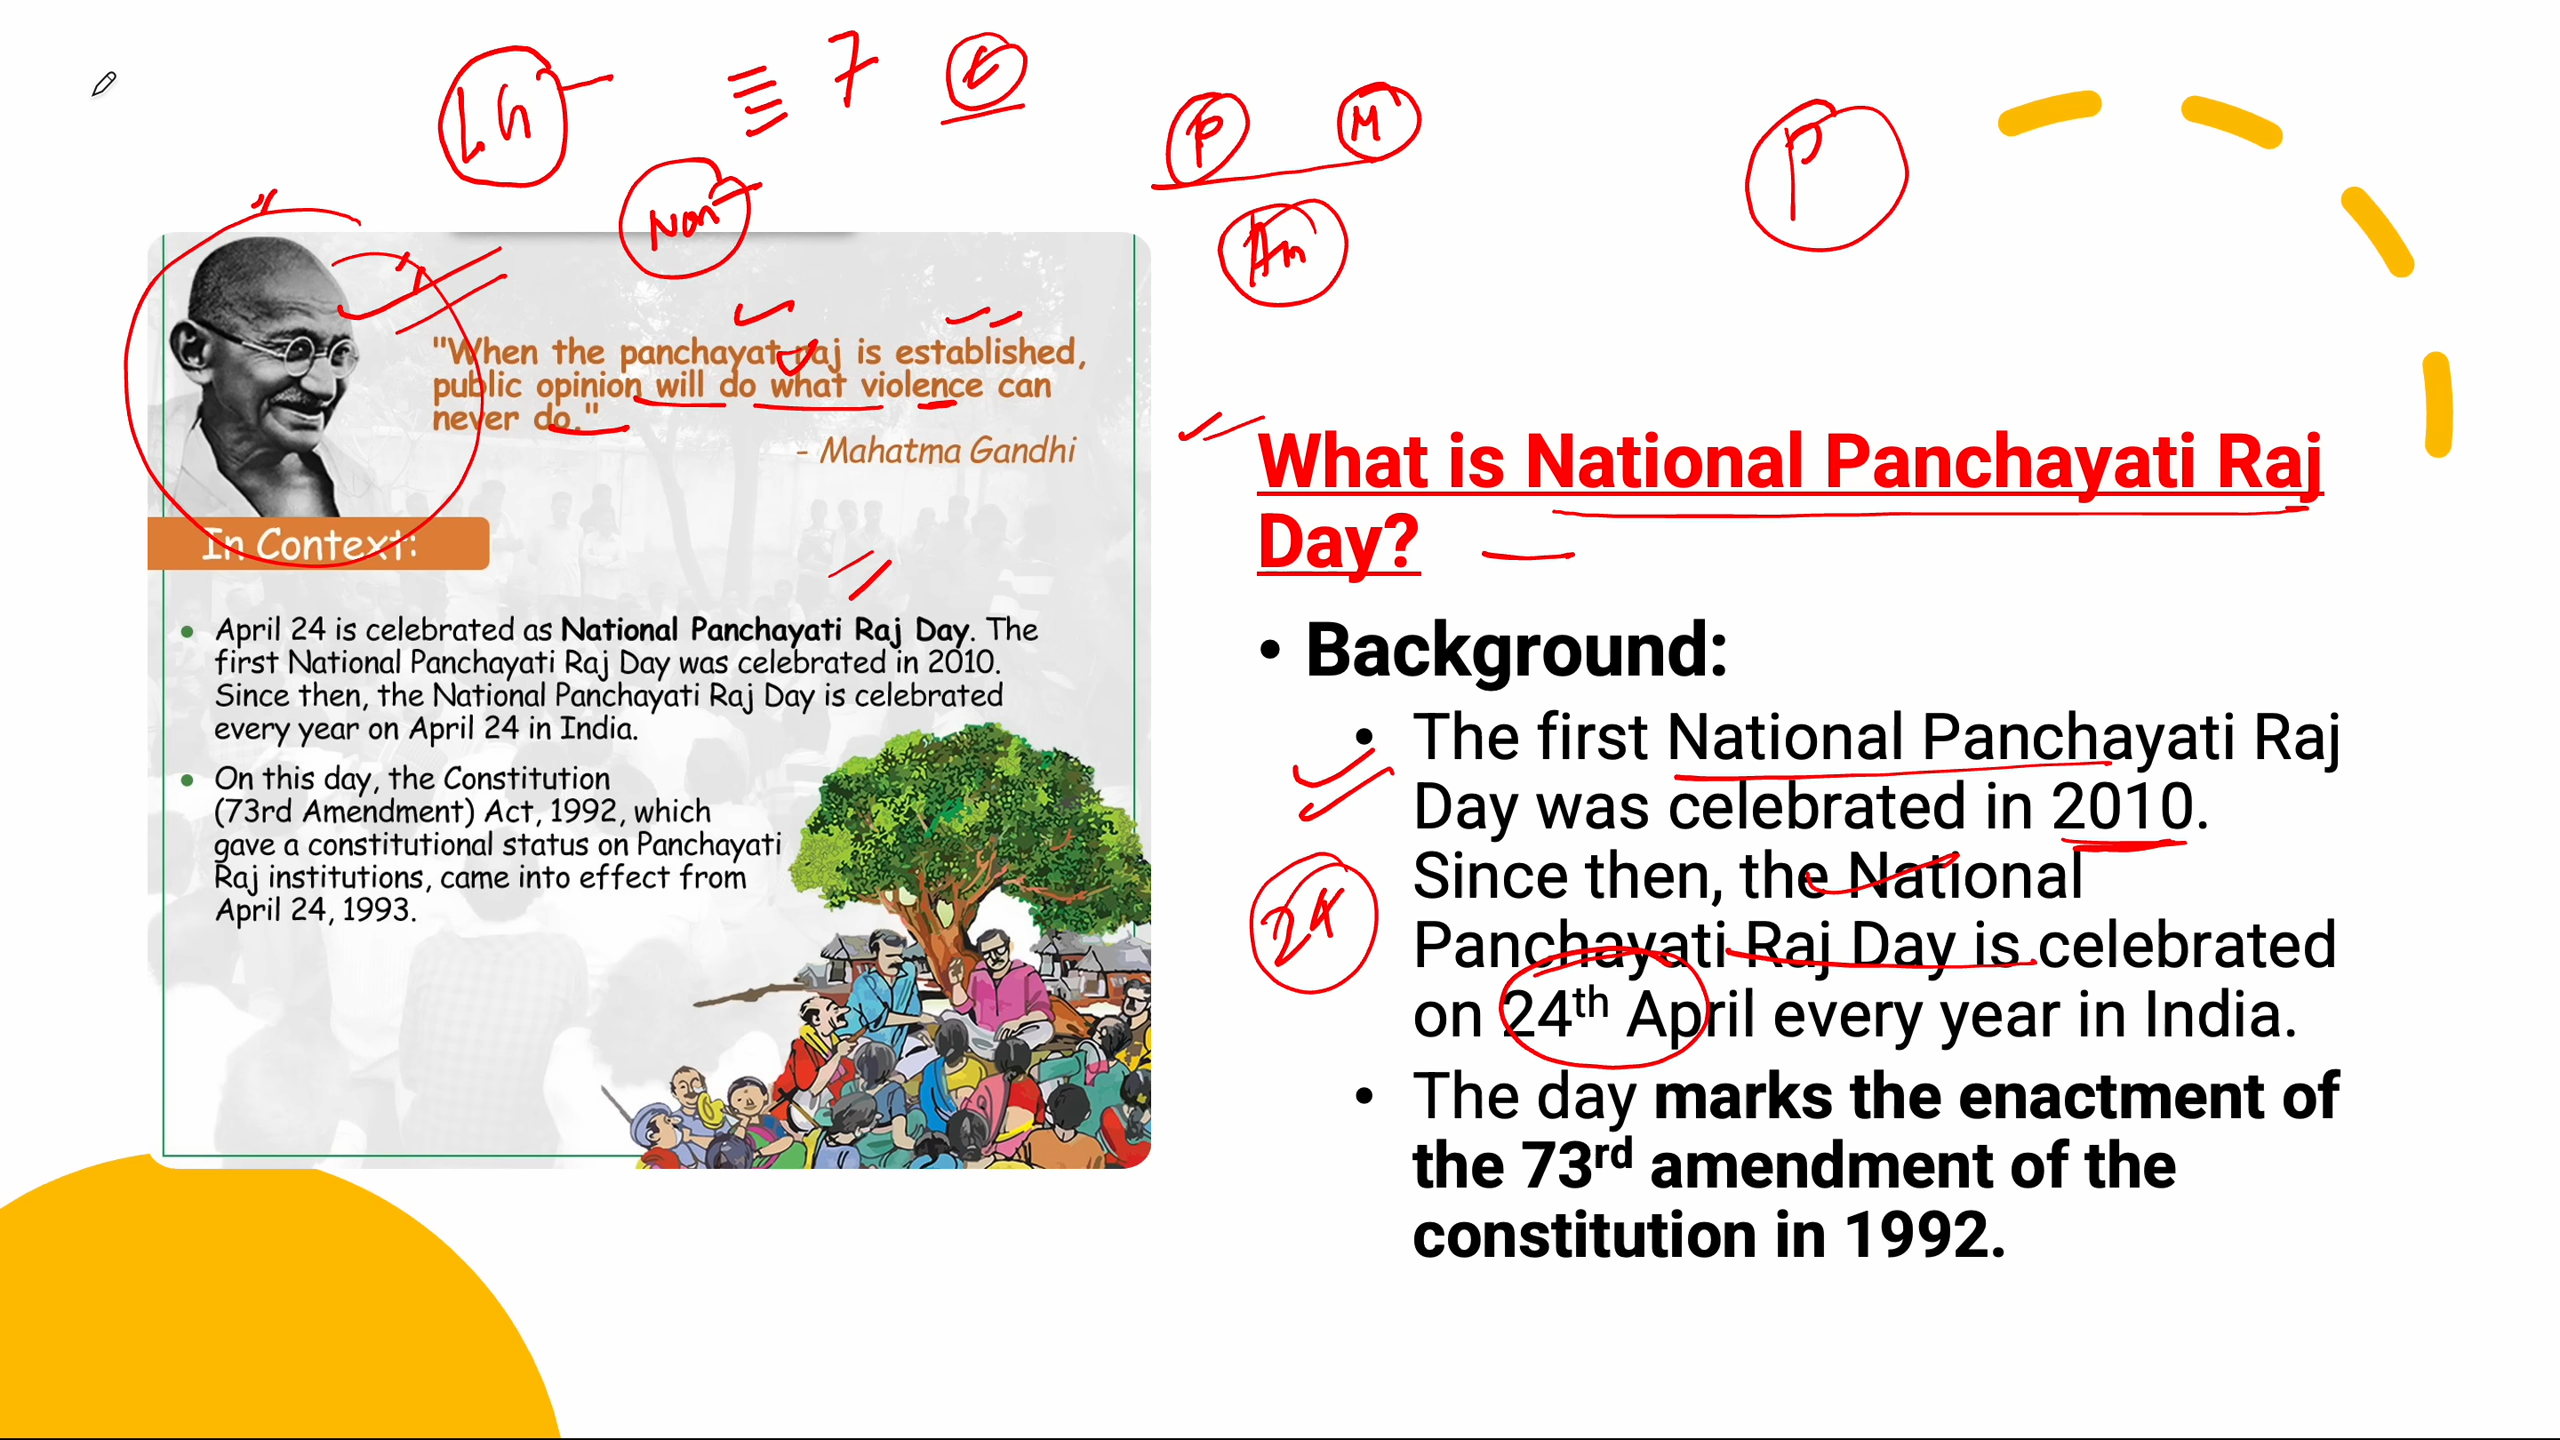 L.G
7
E
P
M
P
Non
Am
"When the panchayat raj is established,
public opinion will do what violence can
never do."
- Mahatma Gandhi
In Context:
• April 24 is celebrated as National Panchayati Raj Day. The
first National Panchayati Raj Day was celebrated in 2010.
Since then, the National Panchayati Raj Day is celebrated
every year on April 24 in India.
• On this day, the Constitution
(73rd Amendment) Act, 1992, which
gave a constitutional status on Panchayati
Raj institutions, came into effect from
April 24, 1993.
What is National Panchayati Raj
Day?
• Background:
• The first National Panchayati Raj
Day was celebrated in 2010.
Since then, the National
24
Panchayati Raj Day is celebrated
on 24th April every year in India.
• The day marks the enactment of
the 73rd amendment of the
constitution in 1992.